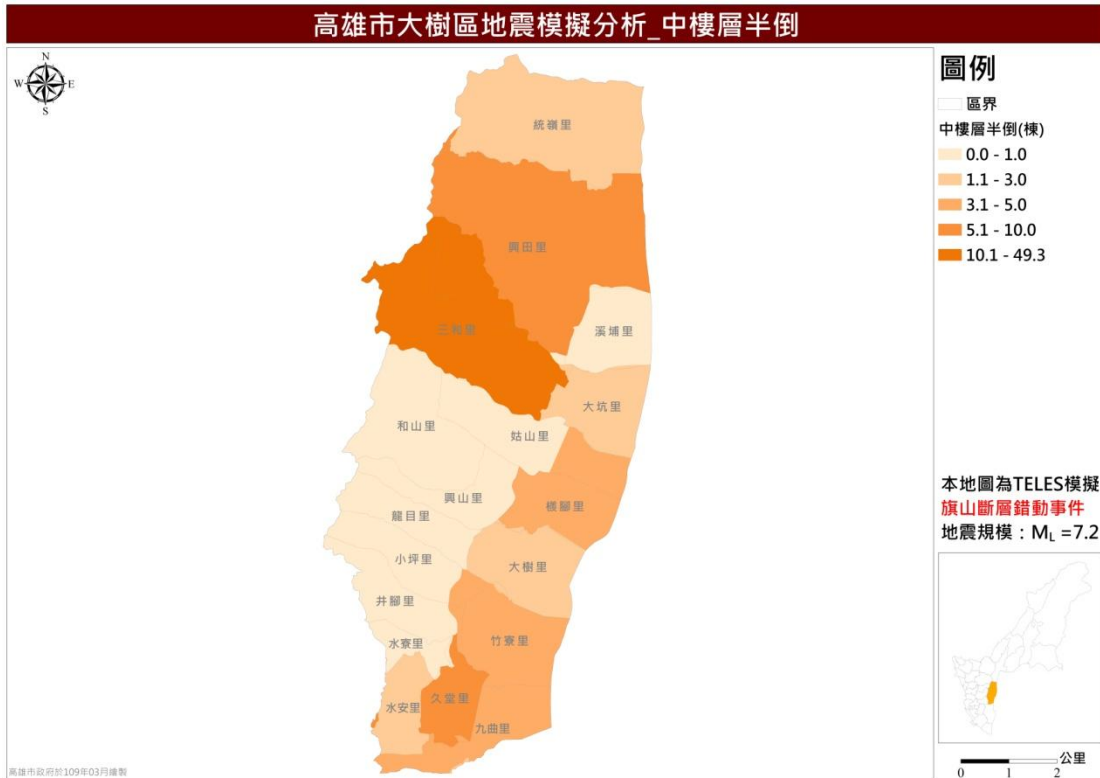 高雄市大樹區地震模擬分析_中樓層半倒
N
W E
S
圖例
區界
中樓層半倒(棟)
0.0 - 1.0
1.1 - 3.0
3.1 - 5.0
5.1 - 10.0
10.1 - 49.3
統嶺里
興田里
三和里
溪埔里
大坑里
和山里
姑山里
興山里
檨腳里
龍目里
小坪里
大樹里
井腳里
水寮里
竹寮里
久堂里
水安里
九曲里
本地圖為TELES模擬
旗山斷層錯動事件
地震規模：ML =7.2
公里
0 1 2
高雄市政府於109年03月繪製